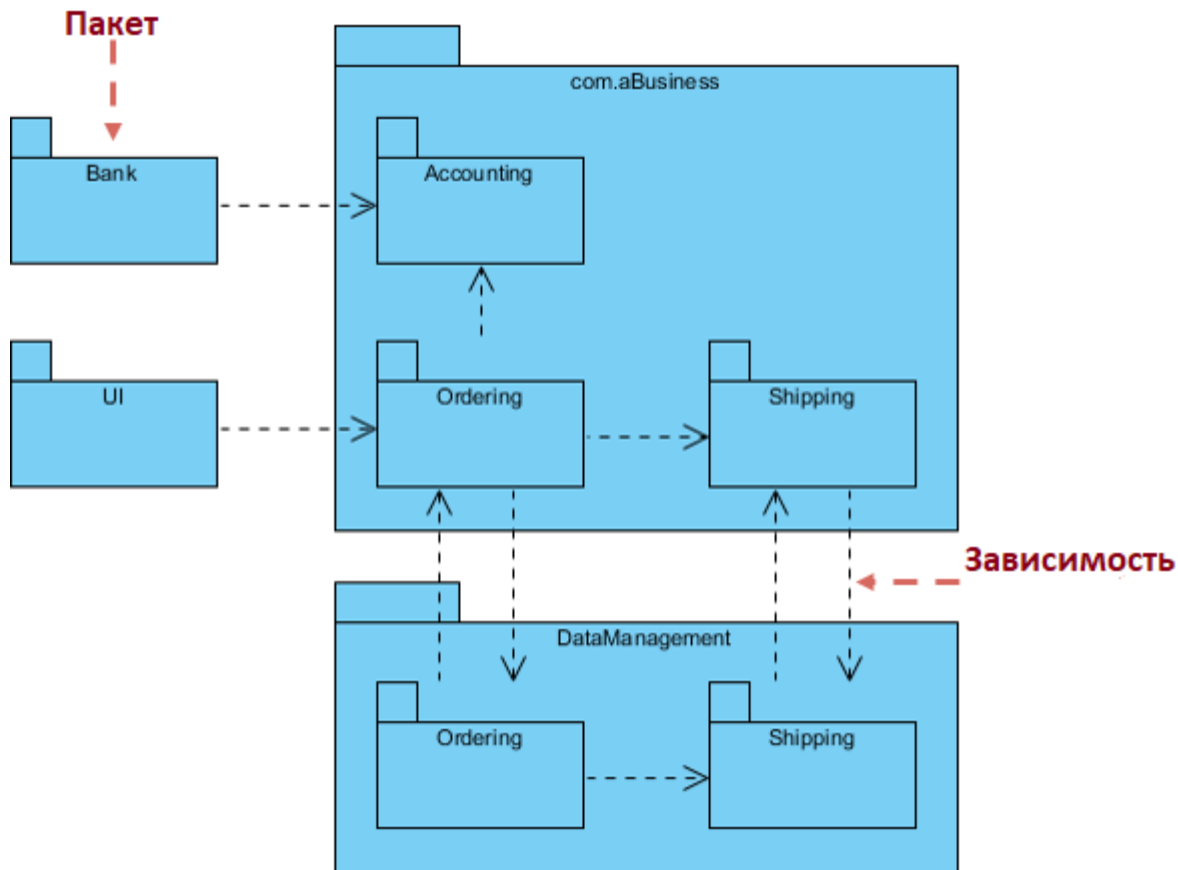 Пакет
com.aBusiness
Bank
Accounting
UI
Ordering
Shipping
Зависимость
DataManagement
Ordering
Shipping